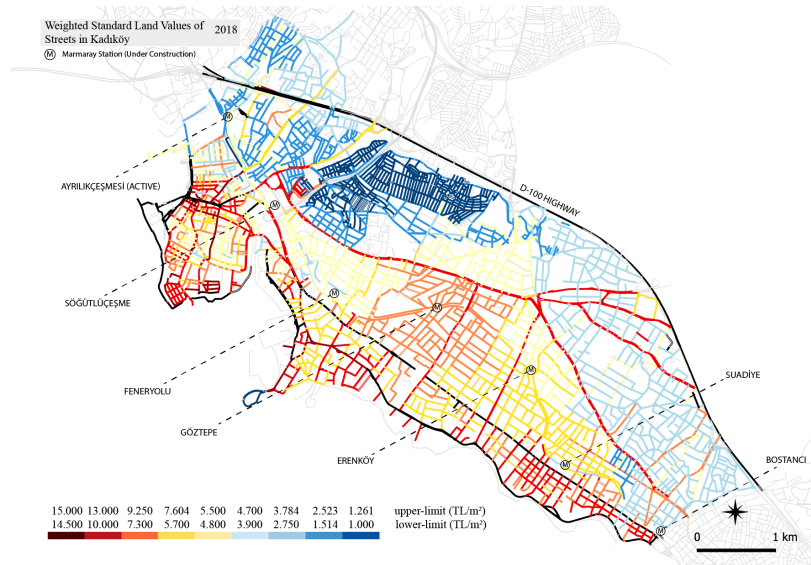 Weighted Standard Land Values of
Streets in Kadıköy
2018
Ⓜ Marmaray Station (Under Construction)
M
AYRILIKÇEŞMESİ (ACTIVE)
D-100 HIGHWAY
M
SÖĞÜTLÜÇEŞME
M
M
FENERYOLU
SUADİYE
GÖZTEPE
M
ERENKÖY
BOSTANCI
M
M
15.000 13.000 9.250 7.604 5.500 4.700 3.784 2.523 1.261 upper-limit (TL/m²)
14.500 10.000 7.300 5.700 4.800 3.900 2.750 1.514 1.000 lower-limit (TL/m²)
0 1 km